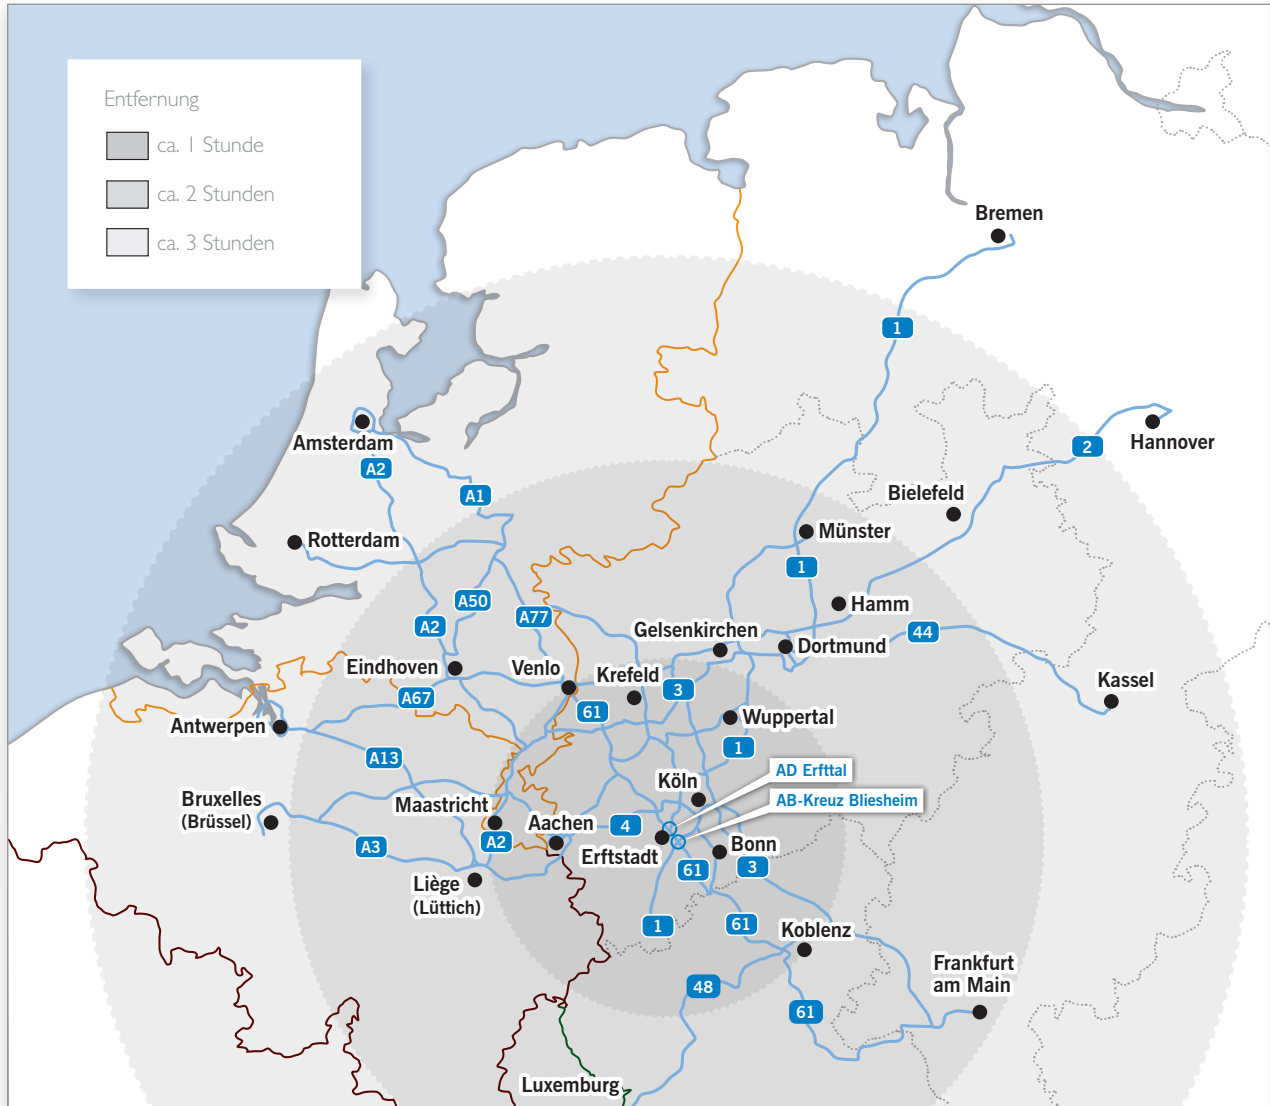 Entfernung
ca. 1 Stunde
ca. 2 Stunden
ca. 3 Stunden
Bremen
1
Hannover
2
Amsterdam
A2
A1
Bielefeld
Rotterdam
Münster
1
A50
A77
A2
Hamm
Gelsenkirchen
Dortmund
44
Eindhoven
Venlo
Krefeld
3
Kassel
A67
61
Antwerpen
Wuppertal
1
A13
AD Erfttal
Köln
AB-Kreuz Bliesheim
Bruxelles
(Brüssel)
Maastricht
Aachen
4
A2
A3
Erftstadt
Bonn
61
3
Liège
(Lüttich)
1
61
Koblenz
Frankfurt
am Main
48
61
Luxemburg